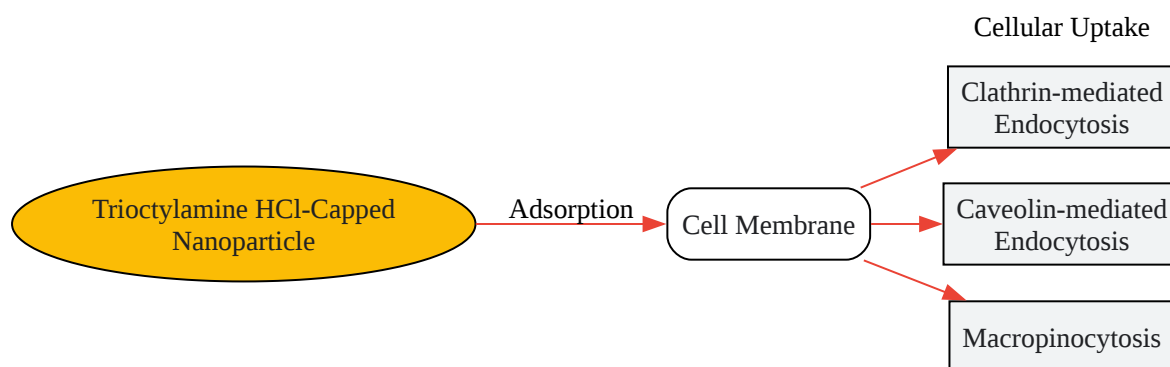 Cellular Uptake
Clathrin-mediated
Endocytosis
Trioctylamine HCl-Capped
Nanoparticle
Adsorption
Cell Membrane
Caveolin-mediated
Endocytosis
Macropinocytosis